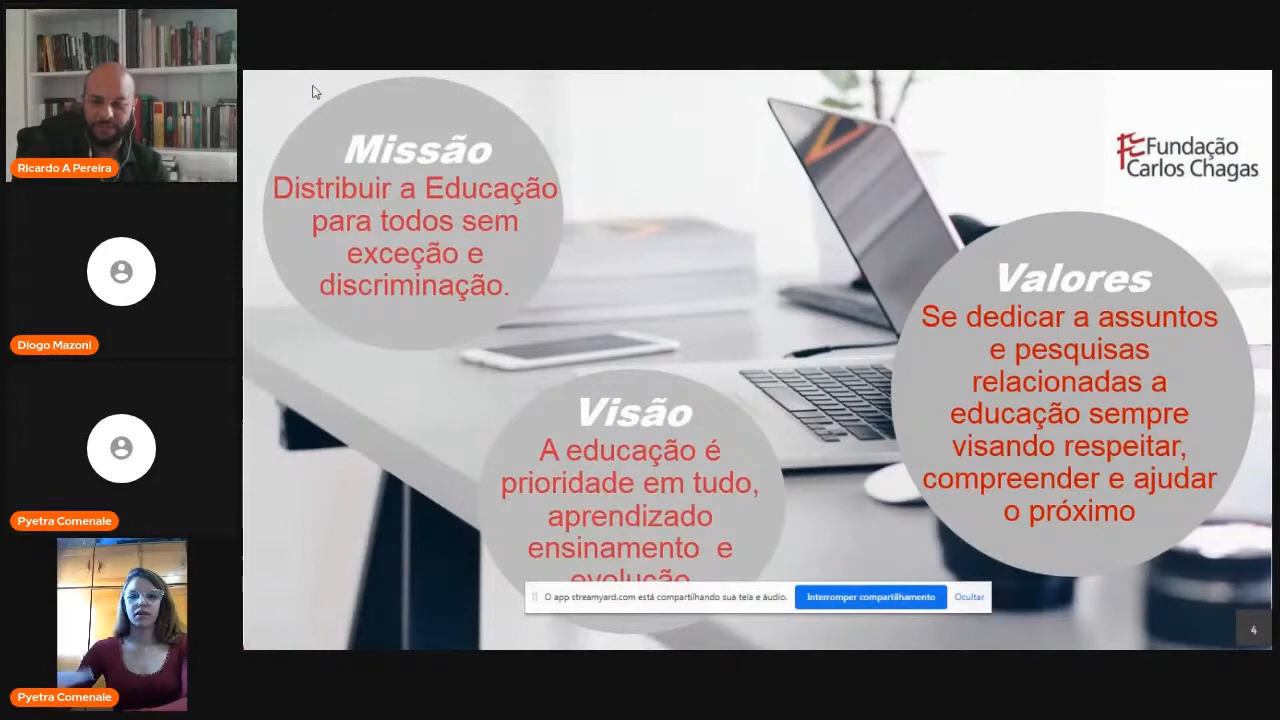 Ricardo A Pereira
Diogo Mazoni
Pyetra Comenale
Pyetra Comenale
Missão
Distribuir a Educação
para todos sem
exceção e
discriminação.
Visão
A educação é
prioridade em tudo,
aprendizado
ensinamento e
evolução
Fundação
Carlos Chagas
Valores
Se dedicar a assuntos
e pesquisas
relacionadas a
educação sempre
visando respeitar,
compreender e ajudar
o próximo
O app streamyard.com está compartilhando sua tela e áudio.
Interromper compartilhamento
Ocultar
4